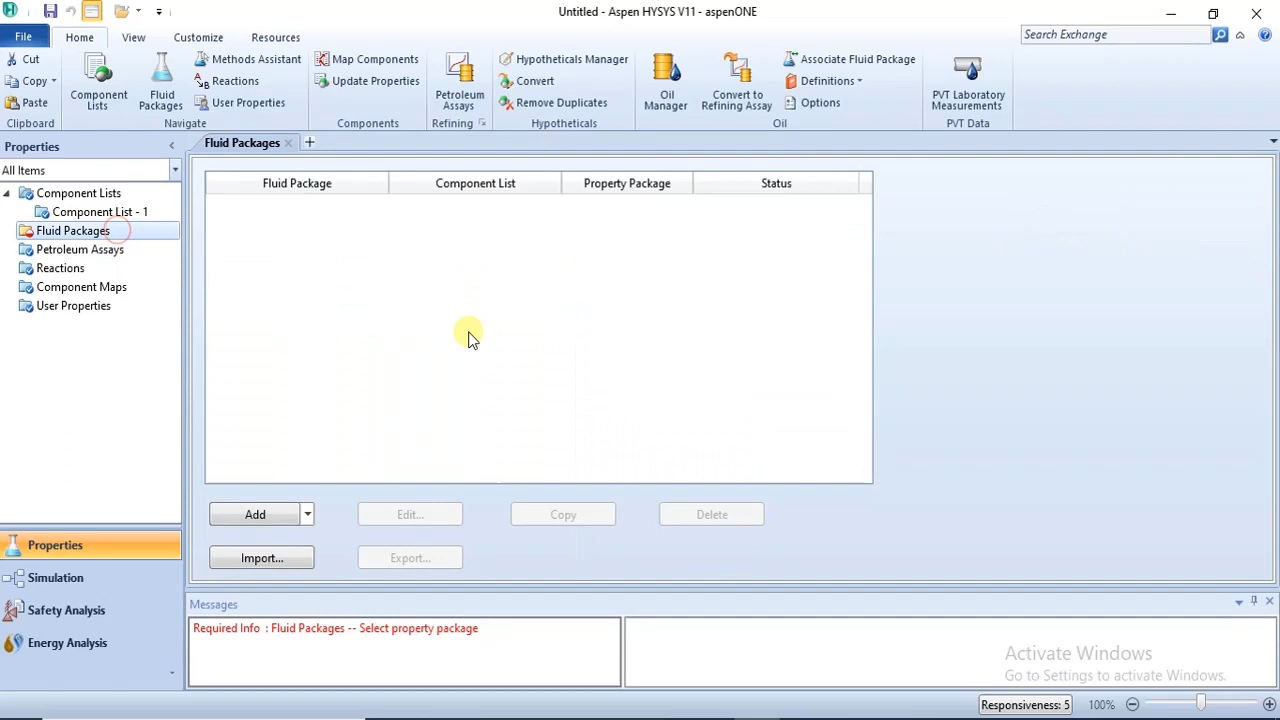 Untitled - Aspen HYSYS V11 - aspenONE
File Home View Customize Resources
Search Exchange
Cut
Copy
Paste
Clipboard
Component Lists
Fluid Packages
Methods Assistant
Reactions
User Properties
Navigate
Map Components
Update Properties
Components
Petroleum Assays
Refining
Hypotheticals Manager
Convert
Remove Duplicates
Hypotheticals
Oil Manager
Convert to Refining Assay
Associate Fluid Package
Definitions
Options
Oil
PVT Laboratory Measurements
PVT Data
Properties
All Items
Component Lists
Component List - 1
Fluid Packages
Petroleum Assays
Reactions
Component Maps
User Properties
Properties
Simulation
Safety Analysis
Energy Analysis
Fluid Packages
Fluid Package Component List Property Package Status
Add Edit... Copy Delete
Import... Export...
Messages
Required Info : Fluid Packages -- Select property package
Activate Windows
Go to Settings to activate Windows.
Responsiveness: 5 100%